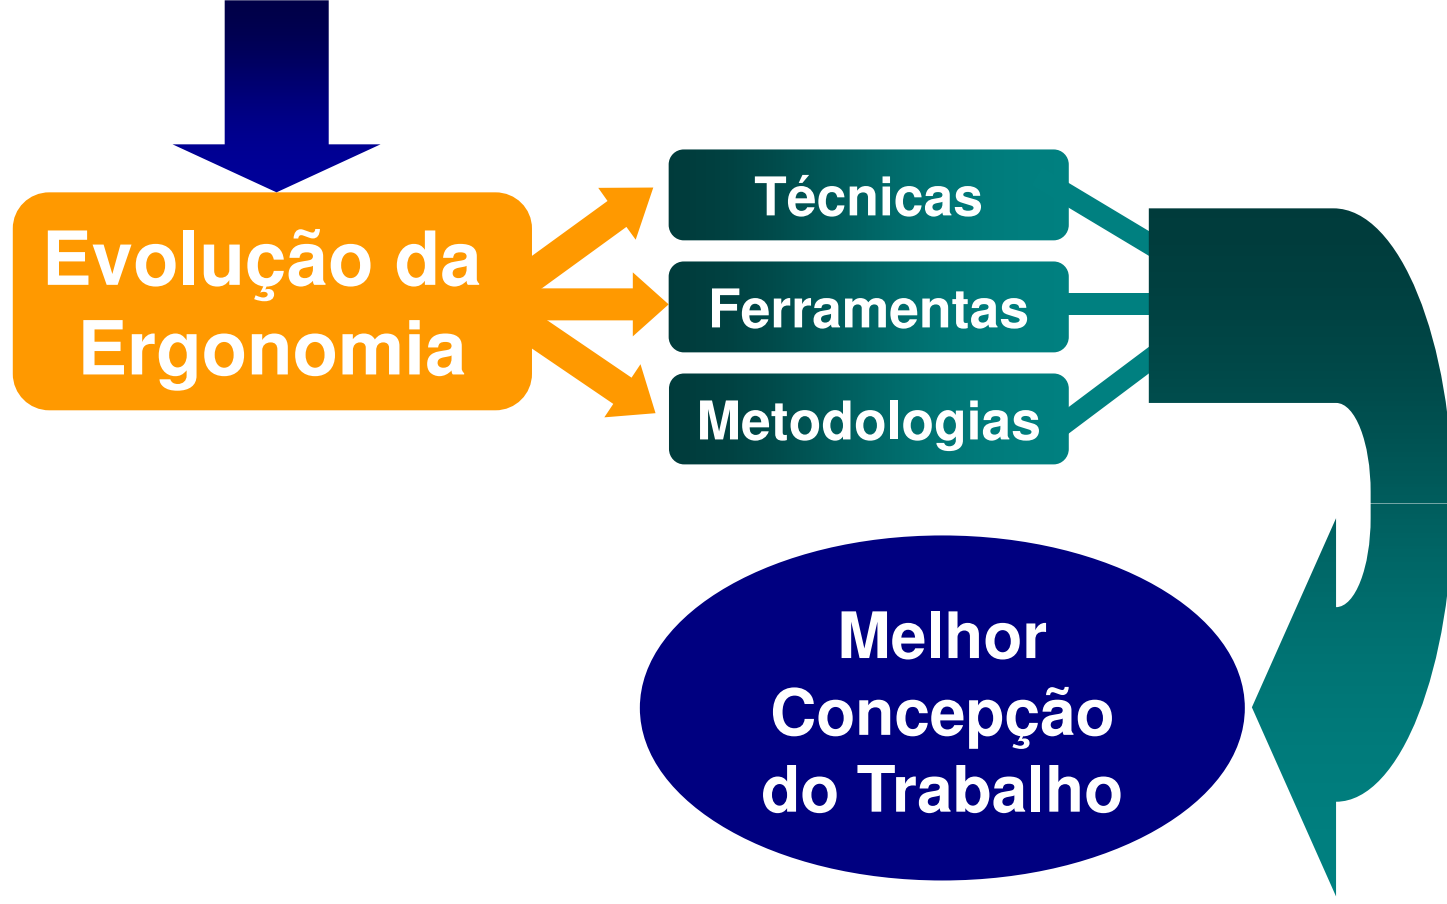 Evolução da
Ergonomia
Técnicas
Ferramentas
Metodologias
Melhor
Concepção
do Trabalho